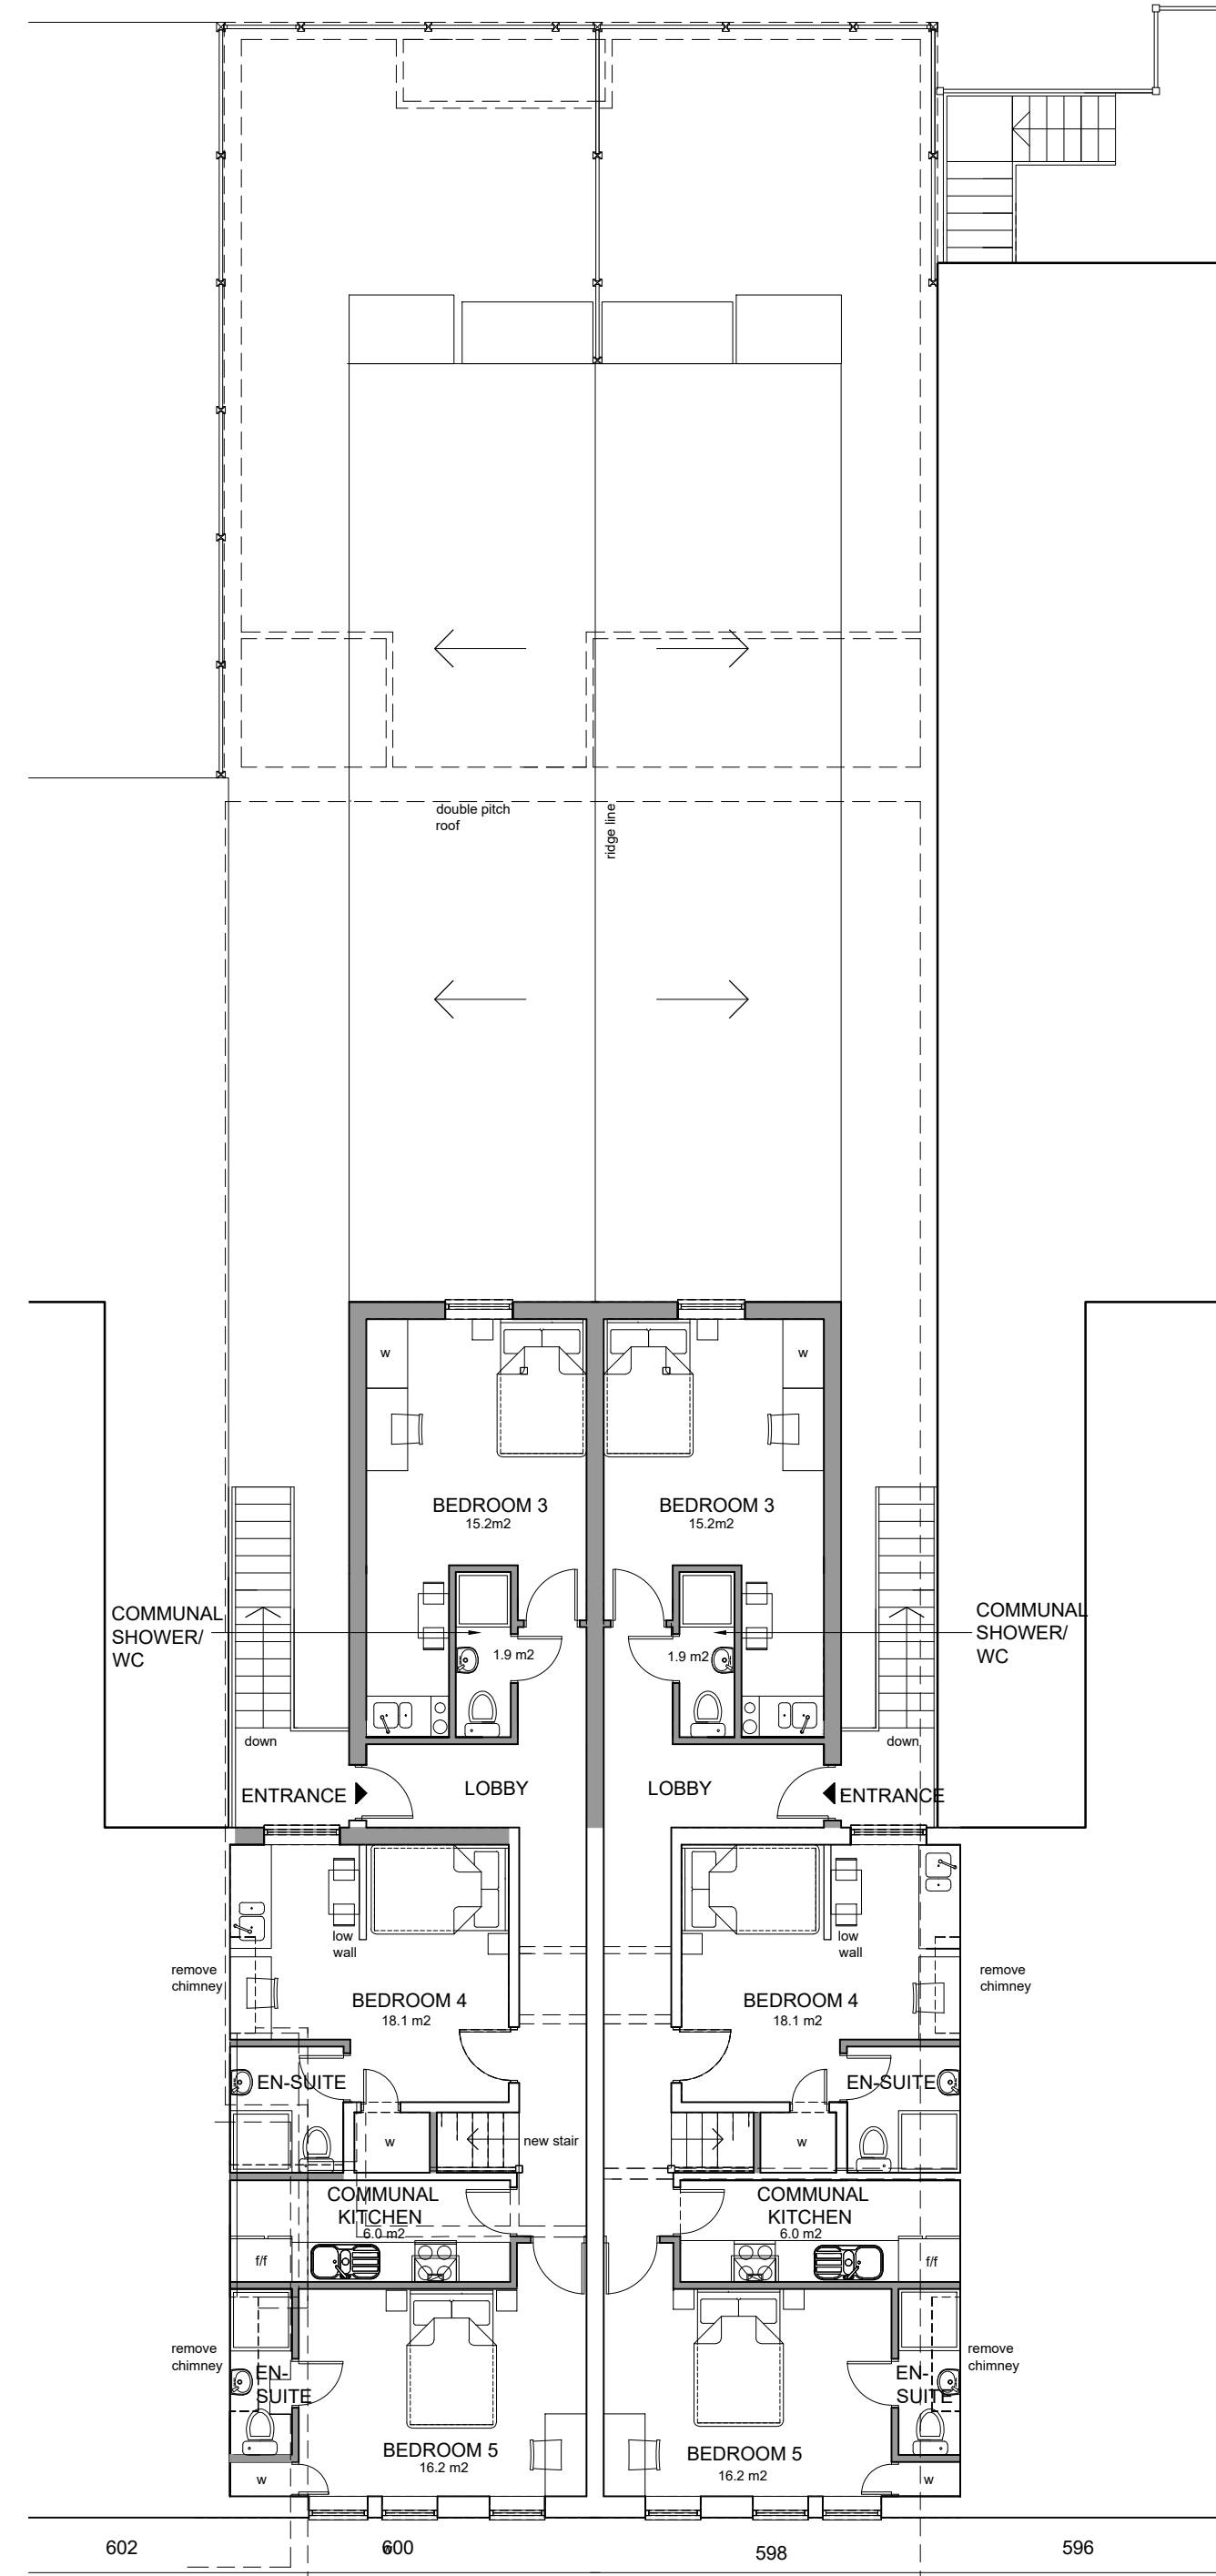 double pitch
roof
ridge line
w
w
BEDROOM 3
15.2m2
BEDROOM 3
15.2m2
COMMUNAL
SHOWER/
WC
1.9 m2
1.9 m2
COMMUNAL
SHOWER/
WC
down
down
ENTRANCE
LOBBY
LOBBY
ENTRANCE
low
wall
low
wall
remove
chimney
remove
chimney
BEDROOM 4
18.1 m2
BEDROOM 4
18.1 m2
EN-SUITE
EN-SUITE
w
new stair
w
COMMUNAL
KITCHEN
6.0 m2
COMMUNAL
KITCHEN
6.0 m2
f/f
f/f
remove
chimney
remove
chimney
EN-
SUITE
EN-
SUITE
BEDROOM 5
16.2 m2
BEDROOM 5
16.2 m2
w
w
602
600
598
596